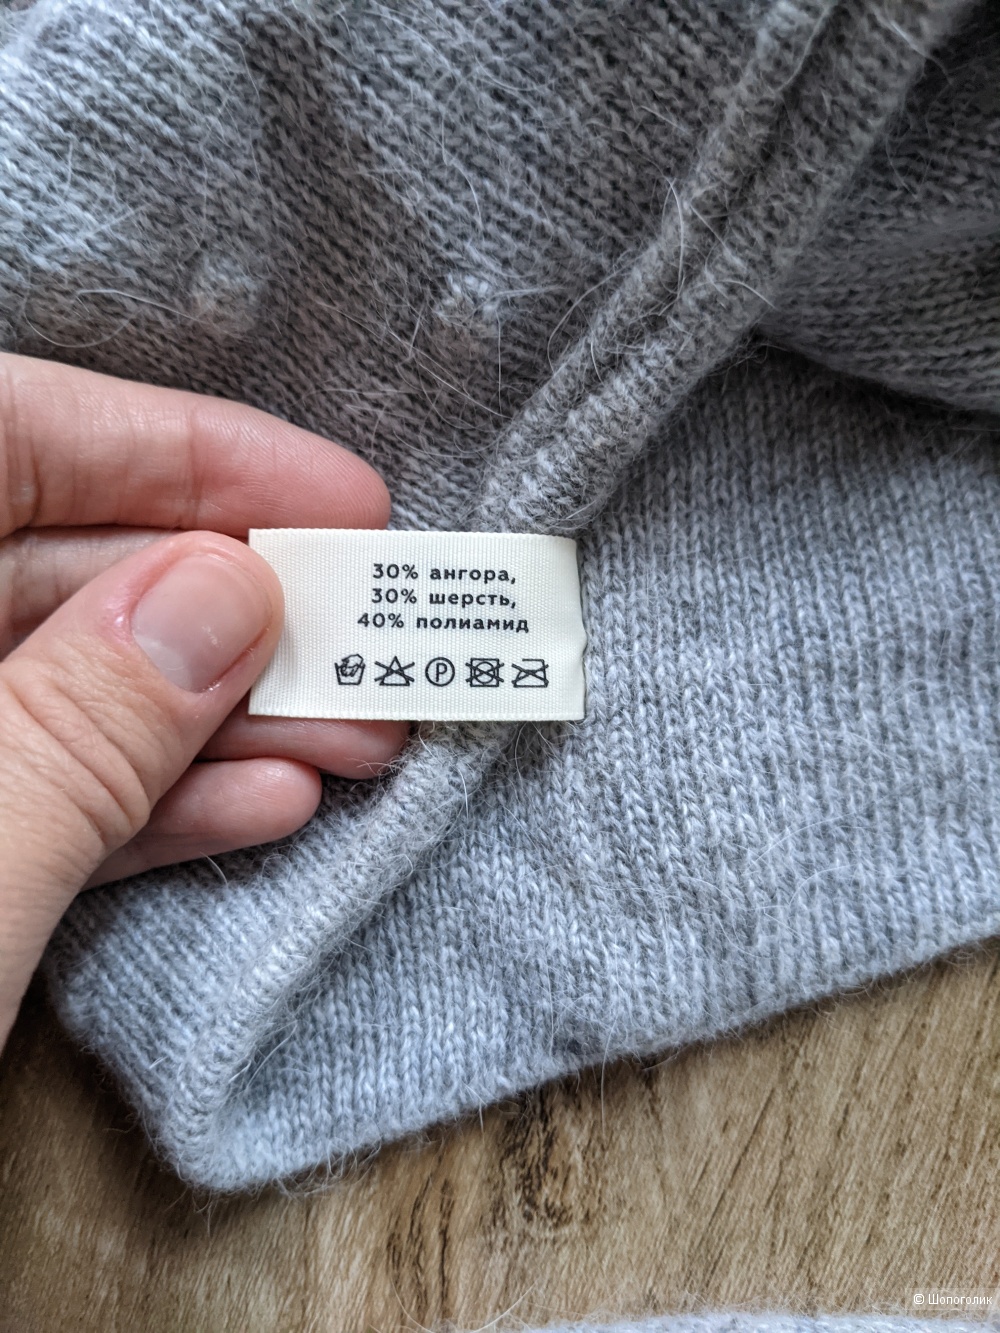 30% ангора,
30% шерсть,
40% полиамид
P
© Шопоголик